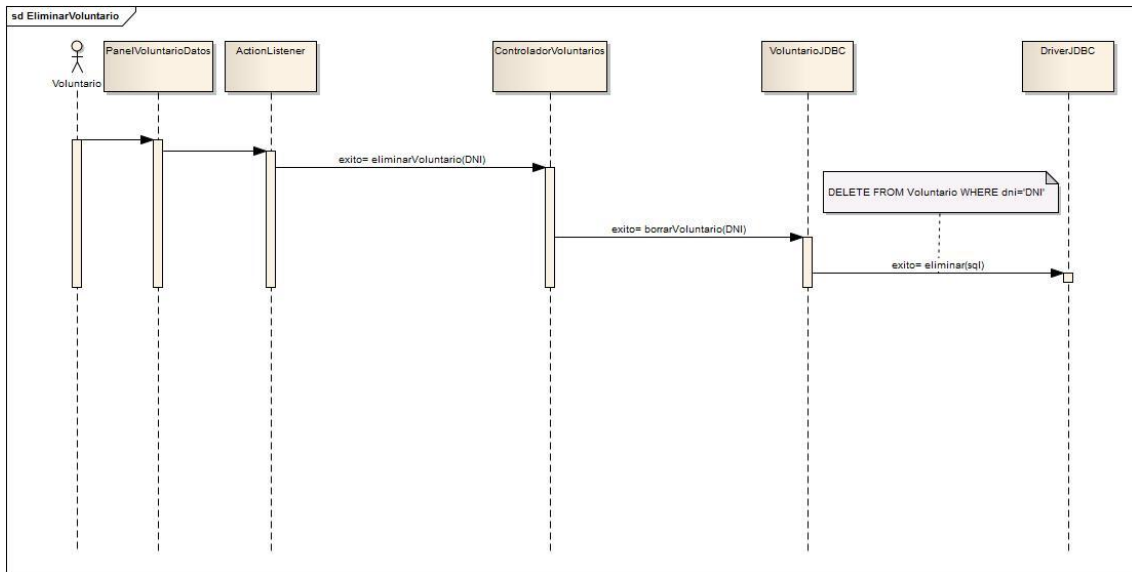 sd EliminarVoluntario
Voluntario
PanelVoluntarioDatos
ActionListener
ControladorVoluntarios
VoluntarioJDBC
DriverJDBC
exito= eliminarVoluntario(DNI)
DELETE FROM Voluntario WHERE dni='DNI'
exito= borrarVoluntario(DNI)
exito= eliminar(sql)